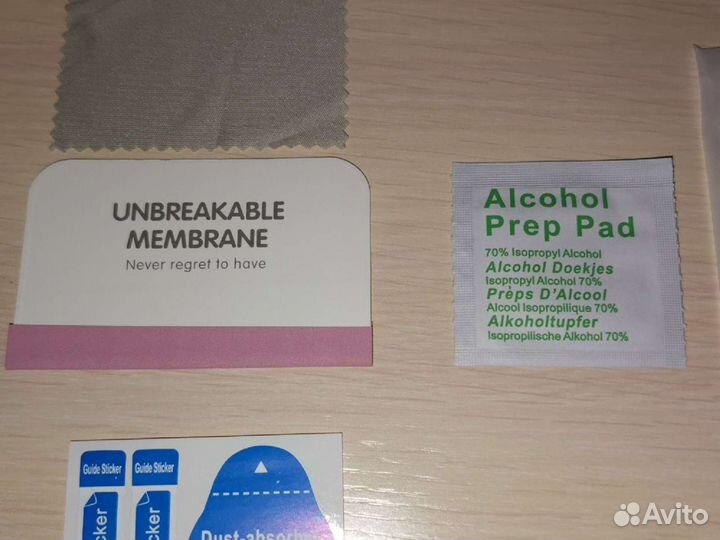 UNBREAKABLE
MEMBRANE
Never regret to have
Alcohol
Prep Pad
70% Isopropyl Alcohol
Alcohol Doekjes
Isopropyl Alcohol 70%
Prèps D'Alcool
Alcool Isopropilique 70%
Alkoholtupfer
Isopropilische Alkohol 70%
Guide Sticker
Guide Sticker
Avito